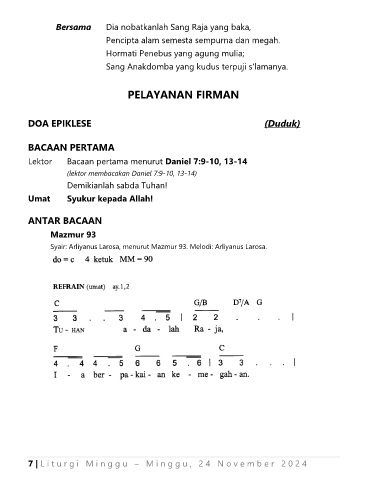 Bersama Dia nobatkanlah Sang Raja yang baka,
Pencipta alam semesta sempurna dan megah.
Hormati Penebus yang agung mulia;
Sang Anakdomba yang kudus terpuji s'lamanya.
PELAYANAN FIRMAN
DOA EPIKLESE (Duduk)
BACAAN PERTAMA
Lektor Bacaan pertama menurut Daniel 7:9-10, 13-14
(lektor membacakan Daniel 7:9-10, 13-14)
Demikianlah sabda Tuhan!
Umat Syukur kepada Allah!
ANTAR BACAAN
Mazmur 93
Syair: Arliyanus Larosa, menurut Mazmur 93. Melodi: Arliyanus Larosa.
do = c 4 ketuk MM = 90
REFRAIN (umat) ay.1,2
C G/B D7/A G
3 3 . . 3 4 . 5 | 2 2 . . . |
TU - HAN a - da - lah Ra - ja,
F G C
4 . 4 4 . 5 6 6 5 . 6 | 3 3 . . . |
I - a ber - pa - kai - an ke - me - gah - an.
7 | Liturgi Minggu – Minggu, 24 November 2024